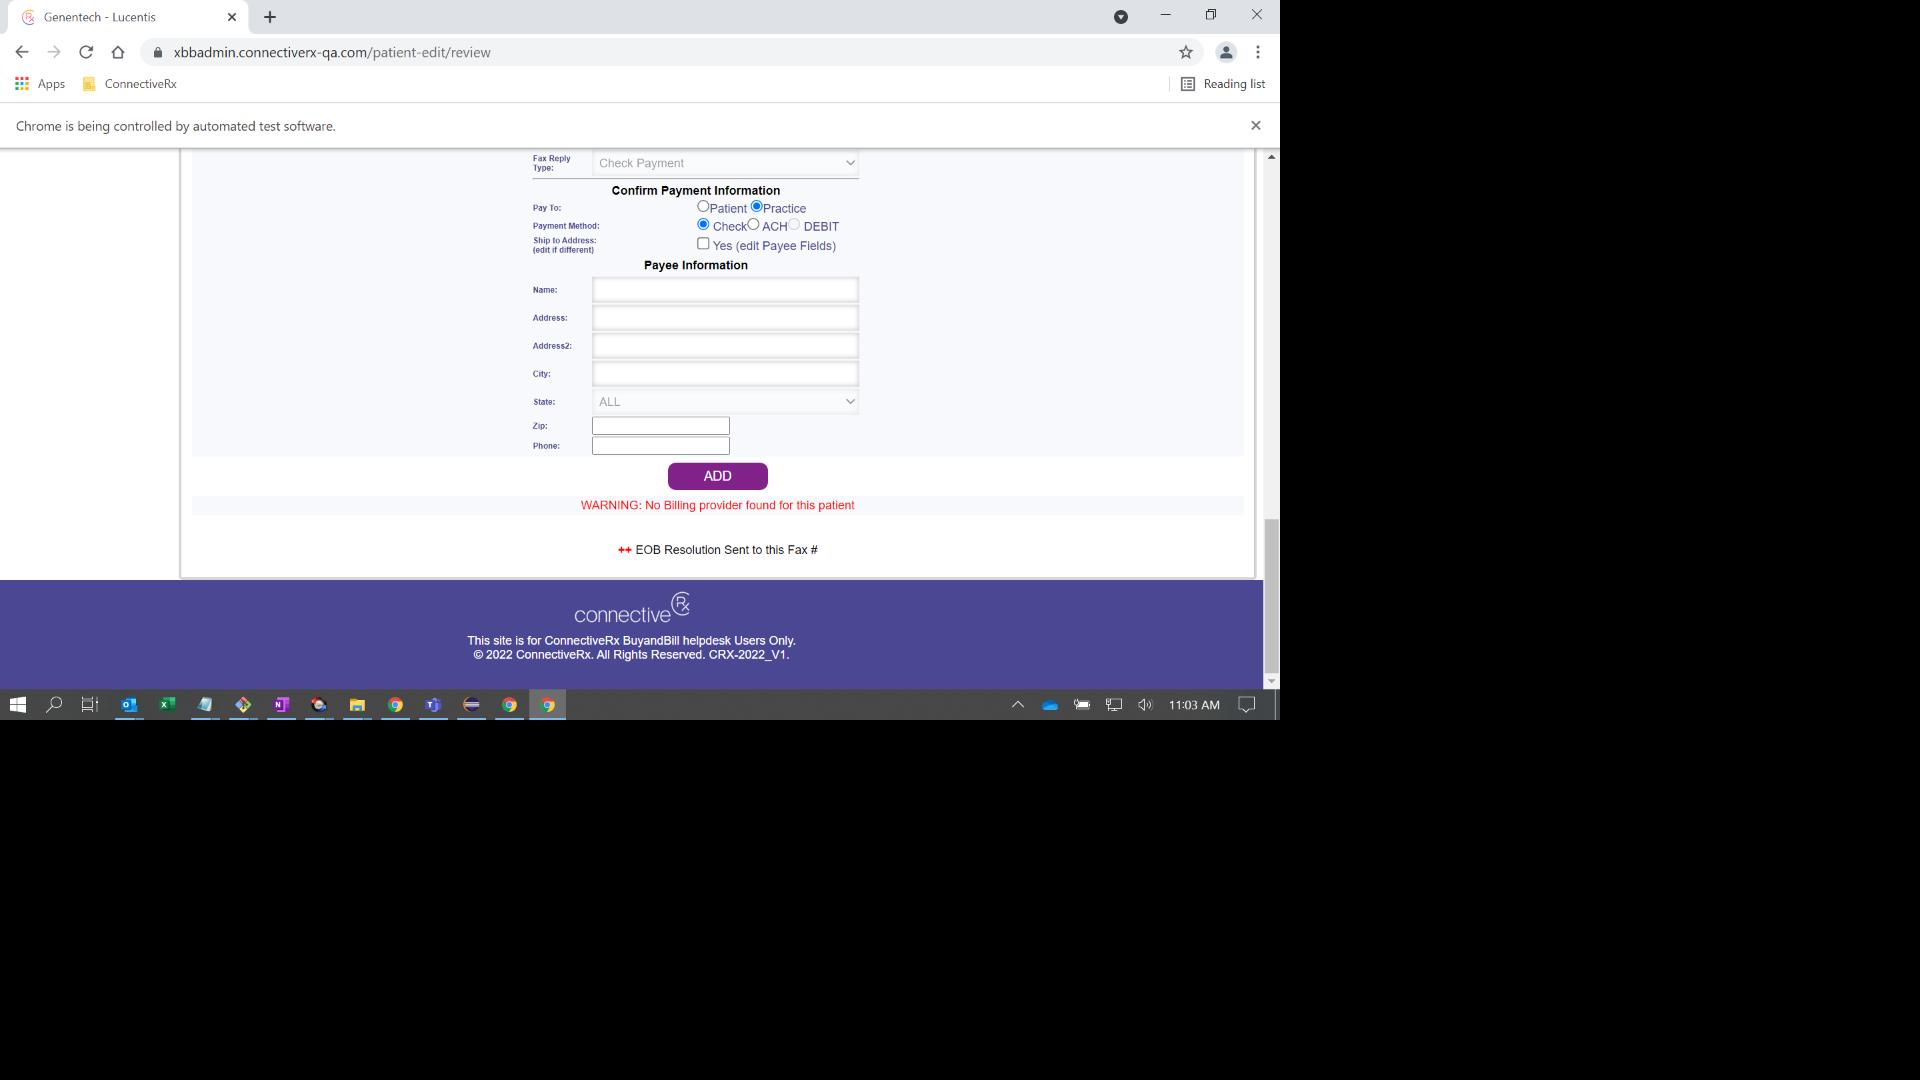 Genentech - Lucentis
xbbadmin.connectiverx-qa.com/patient-edit/review
Apps
ConnectiveRx
Reading list
Chrome is being controlled by automated test software.
Fax Reply
Type:
Check Payment
Confirm Payment Information
Pay To:
Patient Practice
Payment Method:
Check ACH DEBIT
Ship to Address:
(edit if different)
Yes (edit Payee Fields)
Payee Information
Name:
Address:
Address2:
City:
State:
ALL
Zip:
Phone:
ADD
WARNING: No Billing provider found for this patient
++ EOB Resolution Sent to this Fax #
connective Rx
This site is for ConnectiveRx BuyandBill helpdesk Users Only.
© 2022 ConnectiveRx. All Rights Reserved. CRX-2022_V1.
11:03 AM